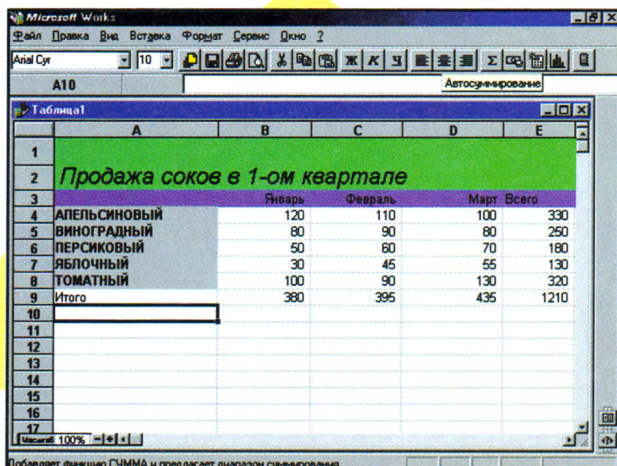 Microsoft Works
Файл Правка Вид Вставка Формат Сервис Окно ?
Arial Cyr 10 Ж К Ч Σ
A10
Автосуммирование
Таблица1
A B C D E
1
2 Продажа соков в 1-ом квартале
3 Январь Февраль Март Всего
4 АПЕЛЬСИНОВЫЙ 120 110 100 330
5 ВИНОГРАДНЫЙ 80 90 80 250
6 ПЕРСИКОВЫЙ 50 60 70 180
7 ЯБЛОЧНЫЙ 30 45 55 130
8 ТОМАТНЫЙ 100 90 130 320
9 Итого 380 395 435 1210
10
11
12
13
14
15
16
17
Масштаб 100%
Добавляет функцию СУММА и предлагает диапазон суммирования